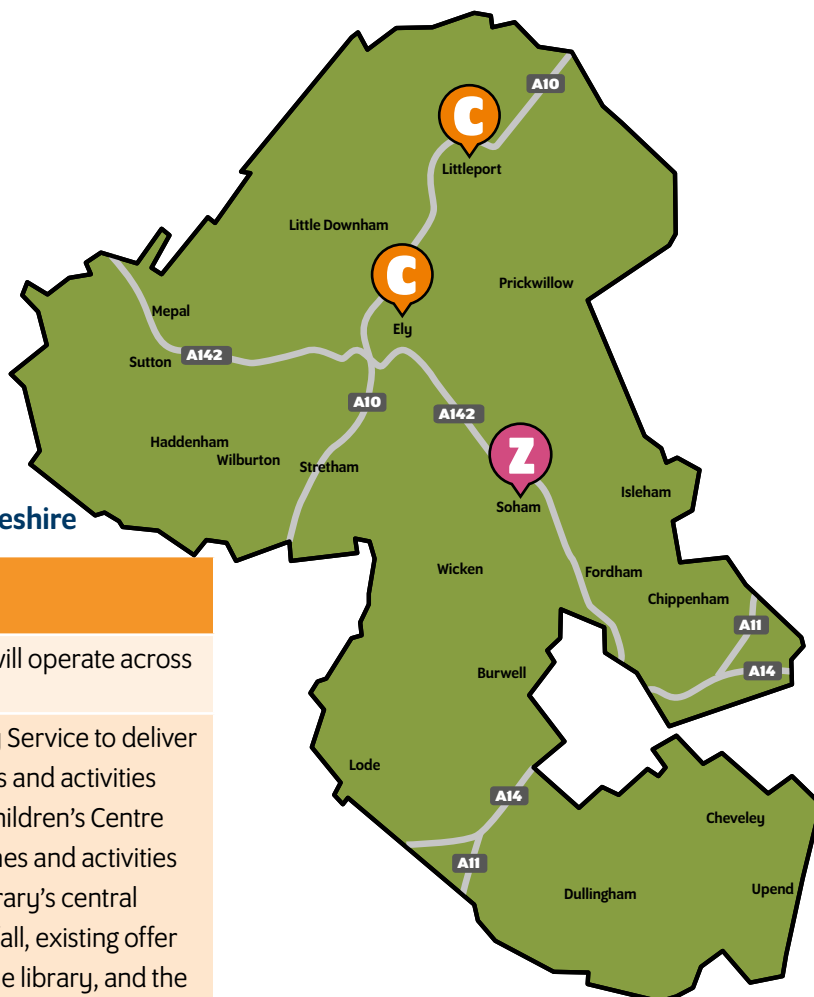 A10
C
Littleport
Little Downham
C
Prickwillow
Mepal
Ely
Sutton
A142
A10
A142
Haddenham
Wilburton
Stretham
Z
Isleham
Soham
eshire
Wicken
Fordham
Chippenham
A11
will operate across
A14
Burwell
g Service to deliver
s and activities
Lode
hildren's Centre
A14
Cheveley
nes and activities
A11
rary's central
Dullingham
Upend
fall, existing offer
e library, and the